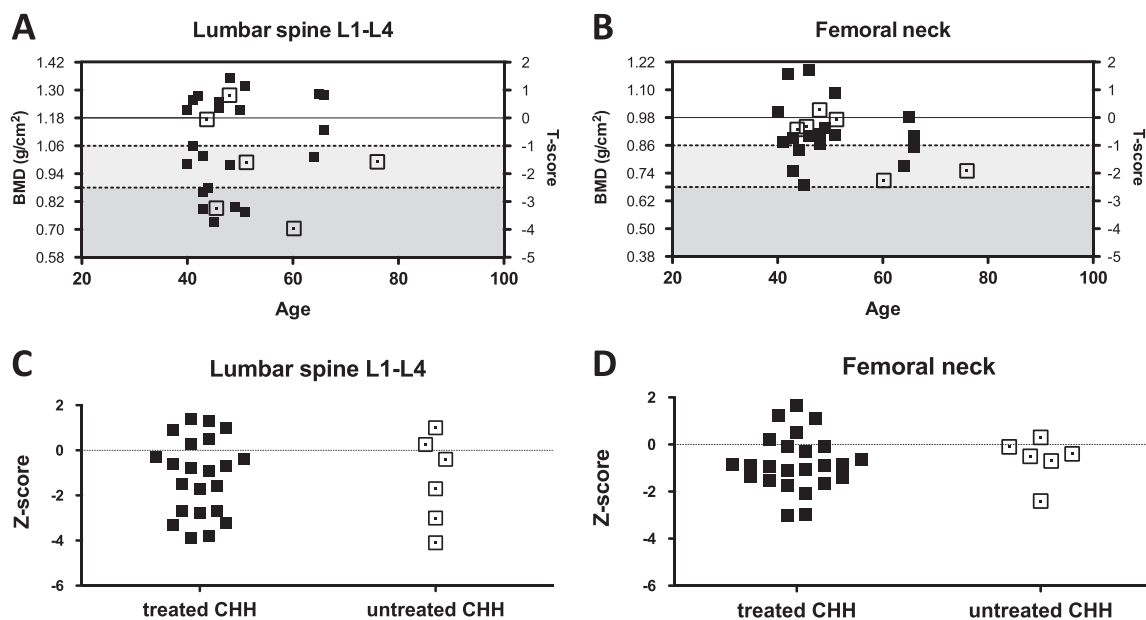 A
Lumbar spine L1-L4
1.42
1.30
1.18
1.06
0.94
0.82
0.70
0.58
BMD (g/cm²)
2
1
0
-1
-2
-3
-4
-5
T-score
20
40
60
80
100
Age
B
Femoral neck
1.22
1.10
0.98
0.86
0.74
0.62
0.50
0.38
BMD (g/cm²)
2
1
0
-1
-2
-3
-4
-5
T-score
20
40
60
80
100
Age
C
Lumbar spine L1-L4
2
0
-2
-4
-6
Z-score
treated CHH
untreated CHH
D
Femoral neck
2
0
-2
-4
-6
Z-score
treated CHH
untreated CHH